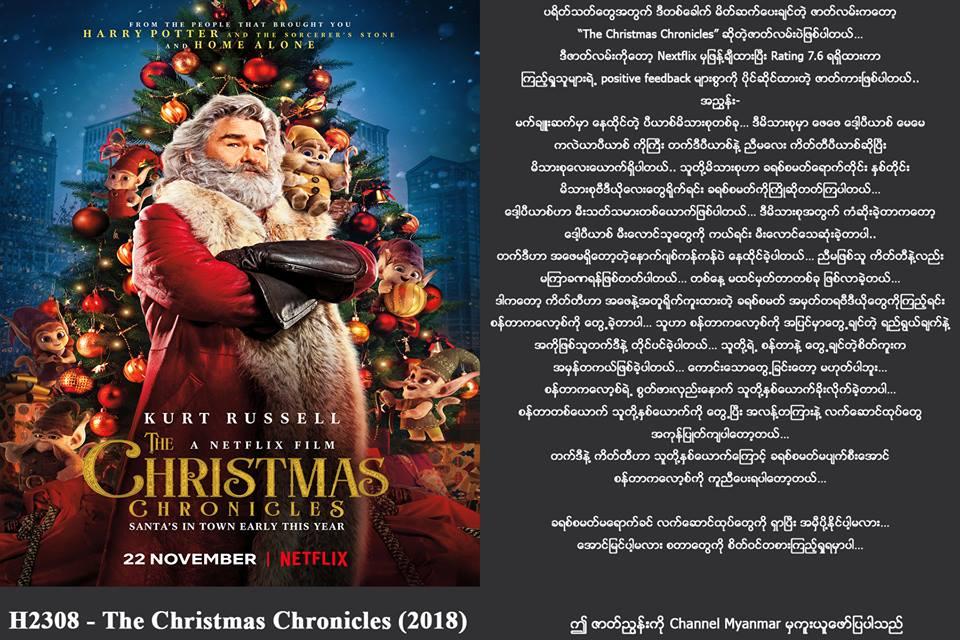 FROM THE PEOPLE THAT BROUGHT YOU
HARRY POTTER AND THE SORCERER'S STONE
AND HOME ALONE
KURT RUSSELL
A NETFLIX FILM
THE
CHRISTMAS
CHRONICLES
SANTA'S IN TOWN EARLY THIS YEAR
22 NOVEMBER | NETFLIX
H2308 - The Christmas Chronicles (2018)
ပရိတ်သတ်တွေအတွက် ဒီတစ်ခေါက် မိတ်ဆက်ပေးချင်တဲ့ ဇာတ်လမ်းကတော့
“The Christmas Chronicles” ဆိုတဲ့ဇာတ်လမ်းပဲဖြစ်ပါတယ်...
ဒီဇာတ်လမ်းကိုတော့ Nextflix မှဖြန့်ချီထားပြီး Rating 7.6 ရရှိထားကာ
ကြည့်ရှုသူများရဲ့ positive feedback များစွာကို ပိုင်ဆိုင်ထားတဲ့ ဇာတ်ကားဖြစ်ပါတယ်..
အညွှန်း-
မက်ချူးဆက်မှာ နေထိုင်တဲ့ ပီယာစ်မိသားစုတစ်ခု... ဒီမိသားစုမှာ ဖေဖေ ဒေါ့ပီယာစ် မေမေ
ကလဲယာပီယာစ် ကိုကြီး တက်ဒီပီယာစ်နဲ့ ညီမလေး ကိတ်တီပီယာစ်ဆိုပြီး
မိသားစုလေးယောက်ရှိပါတယ်.. သူတို့မိသားစုဟာ ခရစ်စမတ်ရောက်တိုင်း နှစ်တိုင်း
မိသားစုဗီဒီယိုလေးတွေရိုက်ရင်း ခရစ်စမတ်ကိုကြိုဆိုတတ်ကြပါတယ်...
ဒေါ့ပီယာစ်ဟာ မီးသတ်သမားတစ်ယောက်ဖြစ်ပါတယ်... ဒီမိသားစုအတွက် ကံဆိုးခဲ့တာကတော့
ဒေါ့ပီယာစ် မီးလောင်သူတွေကို ကယ်ရင်း မီးလောင်သေဆုံးခဲ့တာပါ..
တက်ဒီဟာ အဖေမရှိတော့တဲ့နောက်ဂျစ်ကန်ကန်ပဲ နေထိုင်ခဲ့ပါတယ်... ညီမဖြစ်သူ ကိတ်တီနဲ့လည်း
မကြာခဏရန်ဖြစ်တတ်ပါတယ်... တစ်နေ့ မထင်မှတ်တာတစ်ခု ဖြစ်လာခဲ့တယ်...
ဒါကတော့ ကိတ်တီဟာ အဖေနဲ့အတူရိုက်ကူးထားတဲ့ ခရစ်စမတ် အမှတ်တရဗီဒီယိုတွေကိုကြည့်ရင်း
စန်တာကလော့စ်ကို တွေ့ခဲ့တာပါ... သူဟာ စန်တာကလော့စ်ကို အပြင်မှာတွေ့ချင်တဲ့ ရည်ရွယ်ချက်နဲ့
အကိုဖြစ်သူတက်ဒီနဲ့ တိုင်ပင်ခဲ့ပါတယ်... သူတို့ရဲ့ စန်တာနဲ့ တွေ့ချင်တဲ့စိတ်ကူးက
အမှန်တကယ်ဖြစ်ခဲ့ပါတယ်... ကောင်းသောတွေ့ခြင်းတော့ မဟုတ်ပါဘူး...
စန်တာကလော့စ်ရဲ့ စွတ်ဖားလှည်းနောက် သူတို့နှစ်ယောက်ခိုးလိုက်ခဲ့တာပါ...
စန်တာတစ်ယောက် သူတို့နှစ်ယောက်ကို တွေ့ပြီး အလန့်တကြားနဲ့ လက်ဆောင်ထုပ်တွေ
အကုန်ပြုတ်ကျပါတော့တယ်...
တက်ဒီနဲ့ ကိတ်တီဟာ သူတို့နှစ်ယောက်ကြောင့် ခရစ်စမတ်မပျက်စီးအောင်
စန်တာကလော့စ်ကို ကူညီပေးရပါတော့တယ်...
ခရစ်စမတ်မရောက်ခင် လက်ဆောင်ထုပ်တွေကို ရှာပြီး အမှီပို့နိုင်ပါ့မလား...
အောင်မြင်ပါ့မလား စတာတွေကို စိတ်ဝင်တစားကြည့်ရှုရမှာပါ...
ဤ ဇာတ်ညွှန်းကို Channel Myanmar မှကူးယူဖော်ပြပါသည်